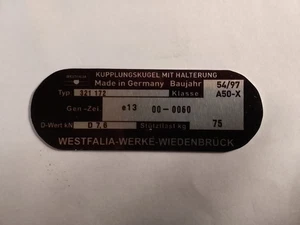 KUPPLUNGSKUGEL MIT HALTERUNG
Made in Germany Baujahr 54/97
Typ: 321 172 Klasse A50-X
Gen-Zei. e13 00-0060
D-Wert kN 0 7,6 Stützlast kg 75
WESTFALIA-WERKE-WIEDENBRÜCK